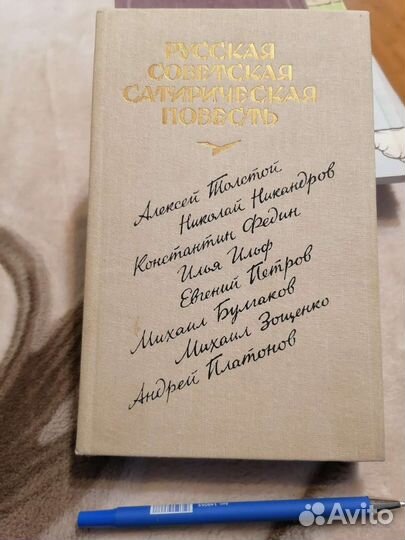 РУССКАЯ
СОВЕТСКАЯ
САТИРИЧЕСКАЯ
ПОВЕСТЬ
Алексей Толстой
Николай Никандров
Константин Федин
Илья Ильф
Евгений Петров
Михаил Булгаков
Михаил Зощенко
Андрей Платонов
Avito